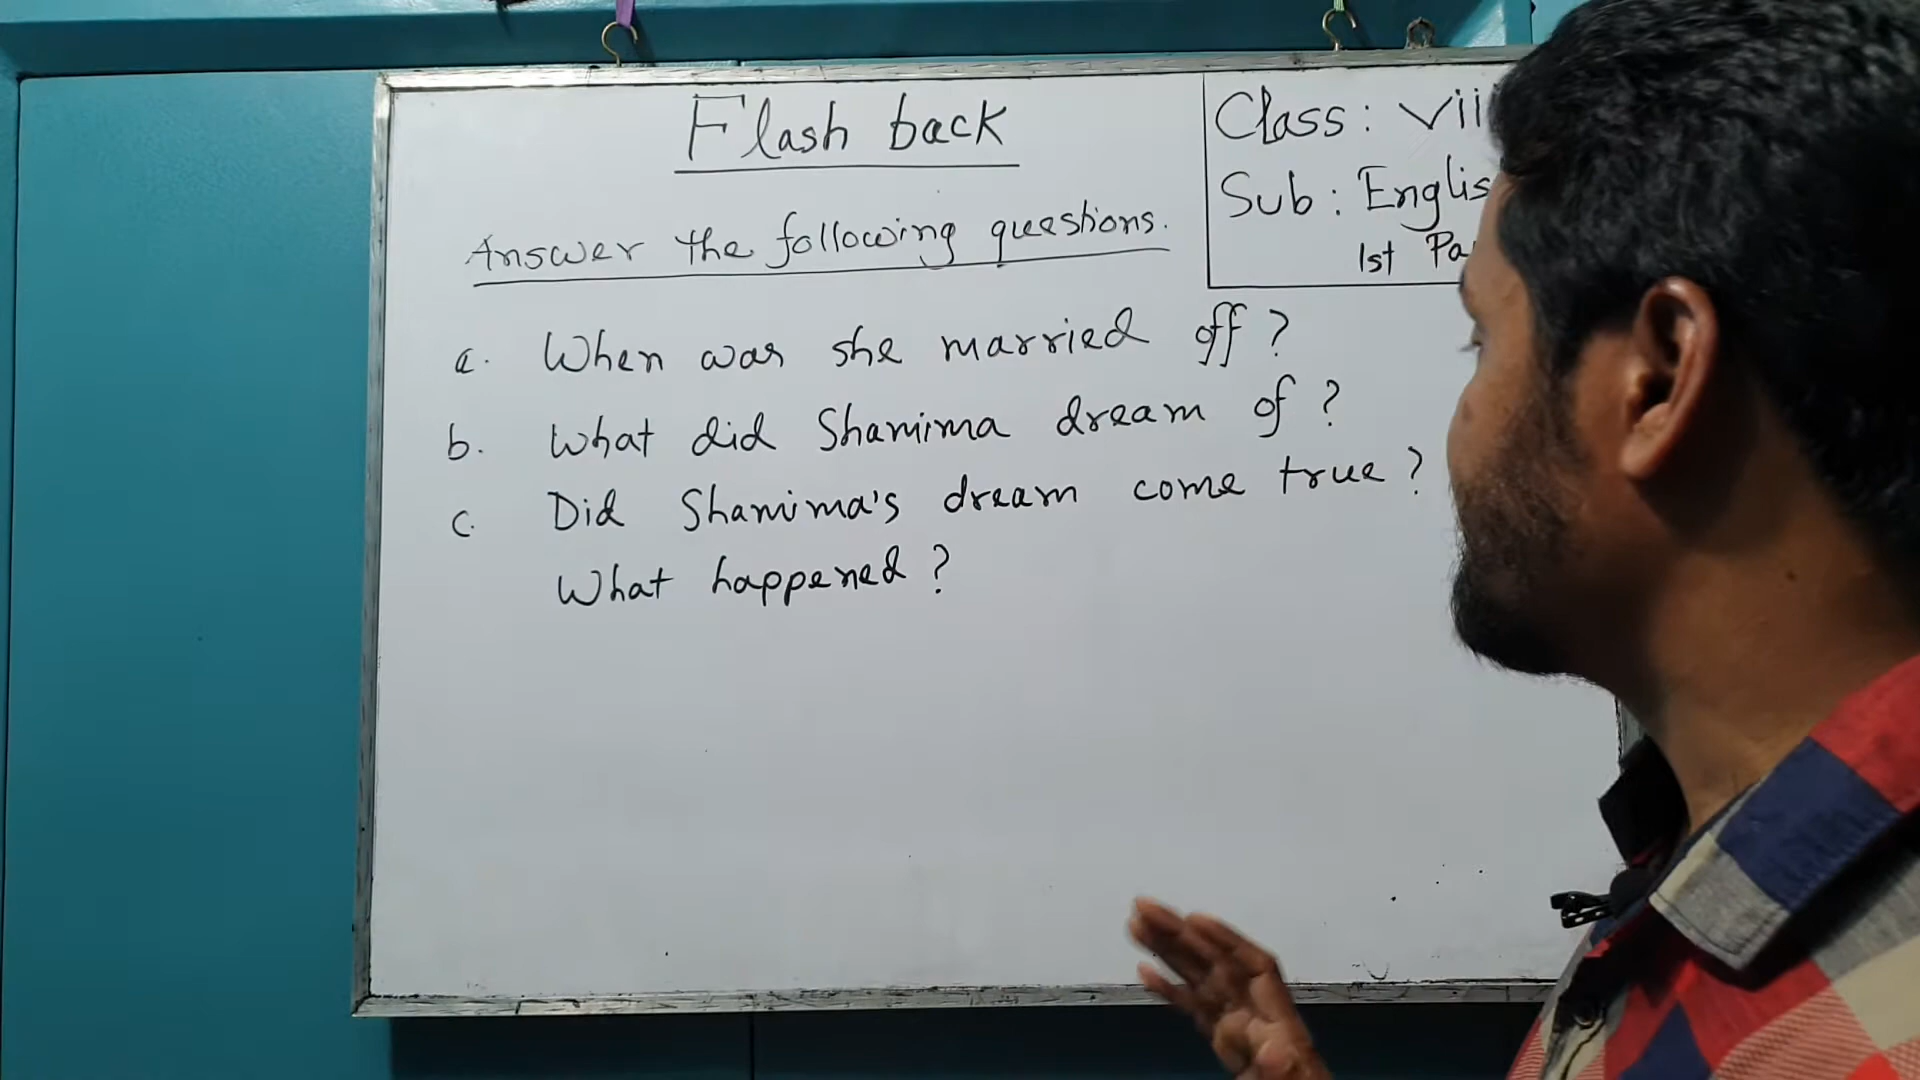 Flash back
Class: vii
Sub: Englis
1st Pa
Answer the following questions.
a. When was she married off?
b. What did Shamima dream of?
c. Did Shamima's dream come true?
What happened?